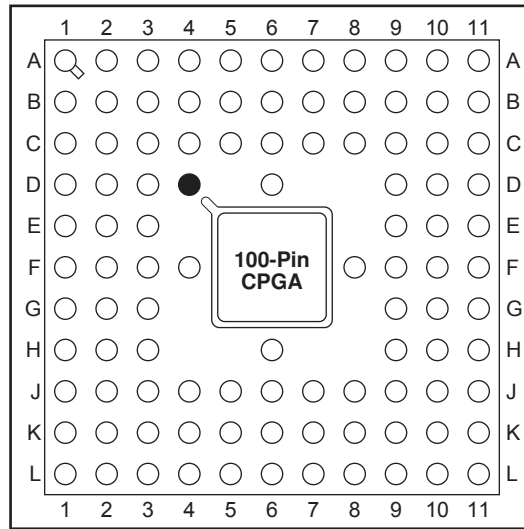 1 2 3 4 5 6 7 8 9 10 11
A A
B B
C C
D D
E E
F 100-Pin F
CPGA
G G
H H
J J
K K
L L
1 2 3 4 5 6 7 8 9 10 11